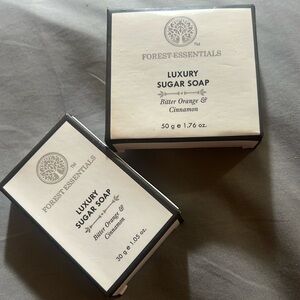 TM
FOREST·ESSENTIALS
LUXURY
SUGAR SOAP
Bitter Orange &
Cinnamon
50 g e 1.76 oz.
TM
FOREST·ESSENTIALS
LUXURY
SUGAR SOAP
Bitter Orange &
Cinnamon
30 g e 1.05 oz.